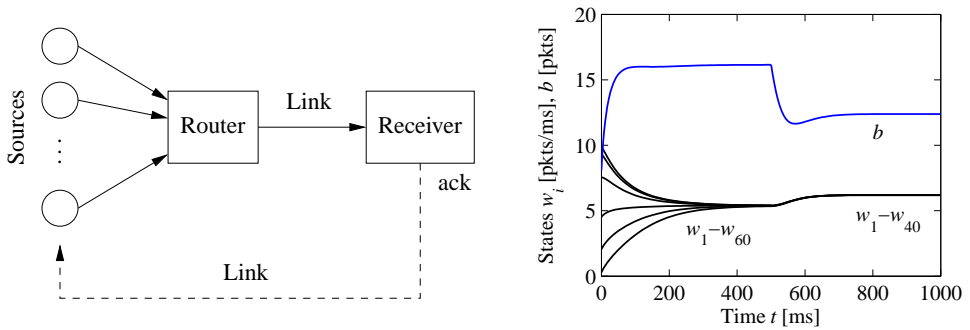 Sources
...
Router
Link
Receiver
ack
Link
States w_i [pkts/ms], b [pkts]
20
15
10
5
0
b
w_1–w_60
w_1–w_40
0 200 400 600 800 1000
Time t [ms]